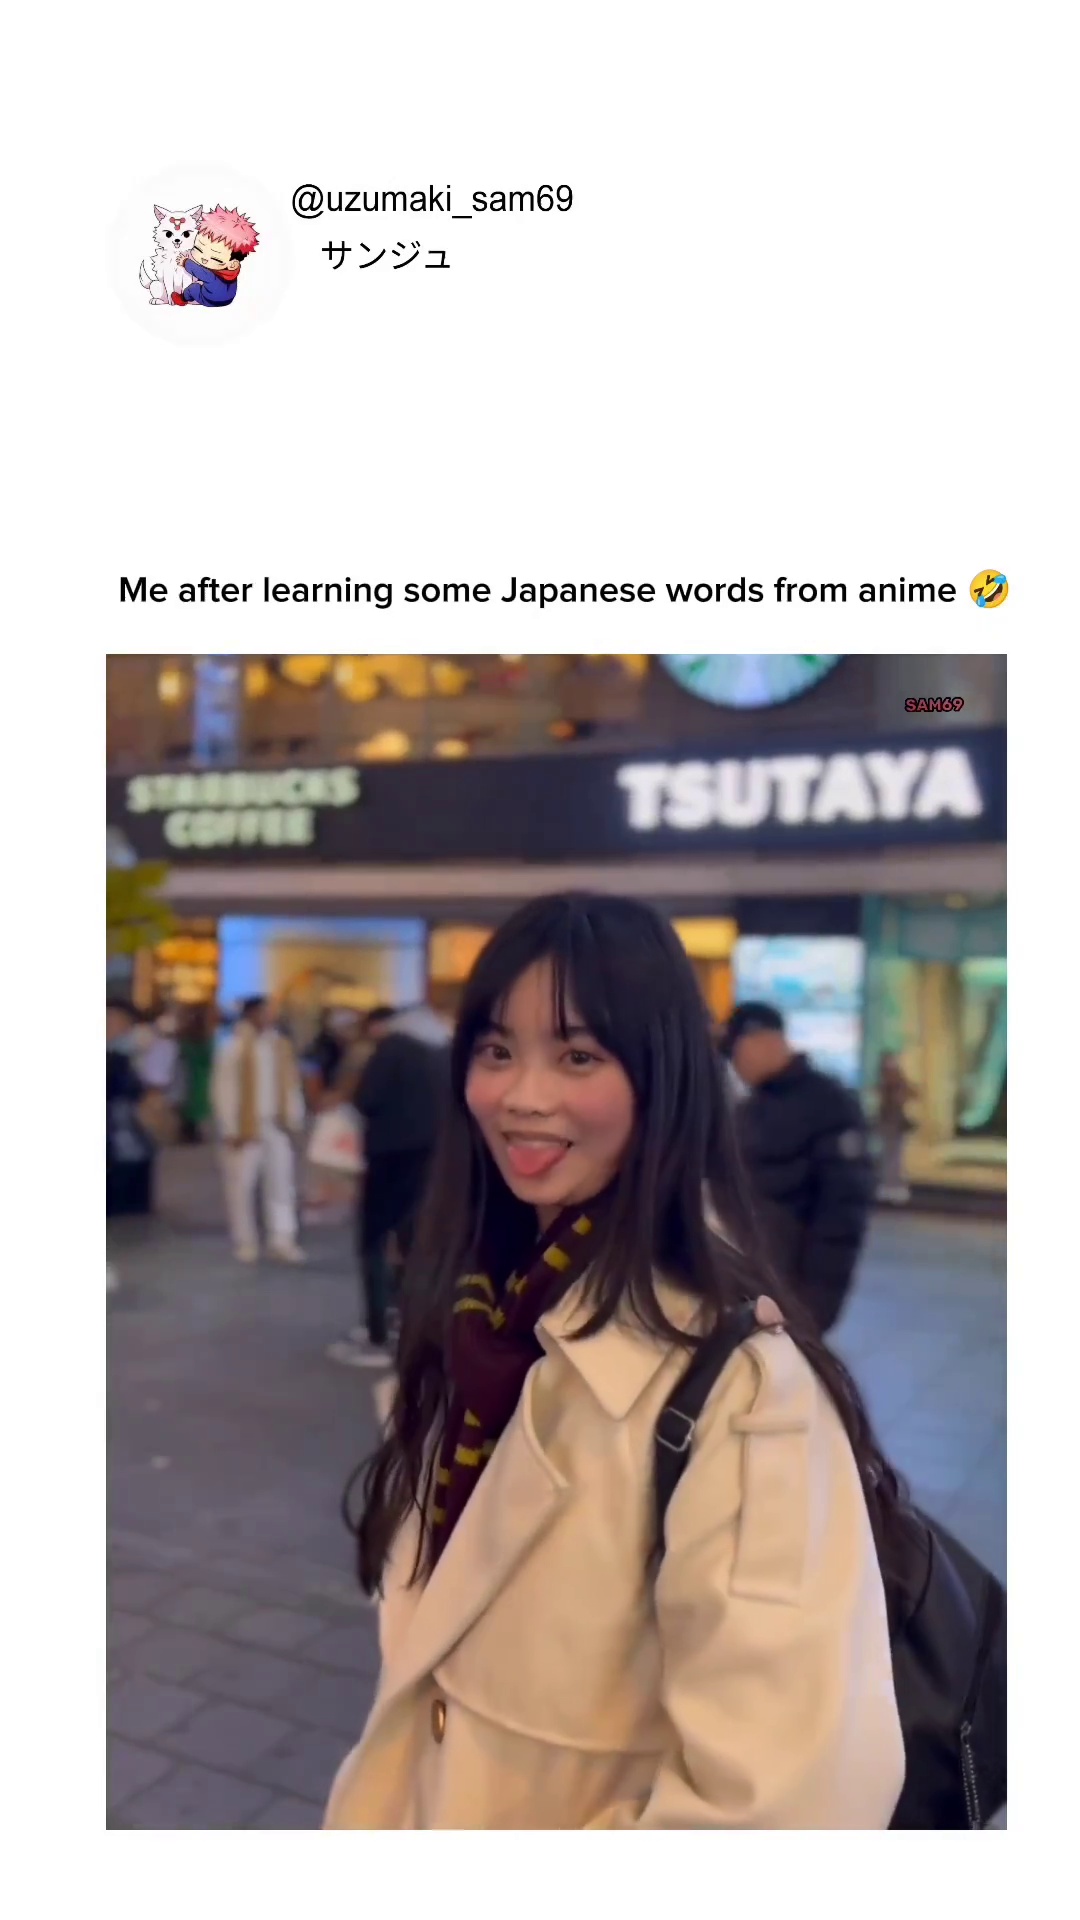 @uzumaki_sam69
サンジュ
Me after learning some Japanese words from anime 🤣
SAM69
STARBUCKS
COFFEE
TSUTAYA